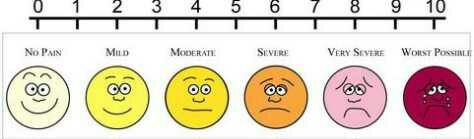 0 1 2 3 4 5 6 7 8 9 10
NO PAIN MILD MODERATE SEVERE VERY SEVERE WORST POSSIBLE